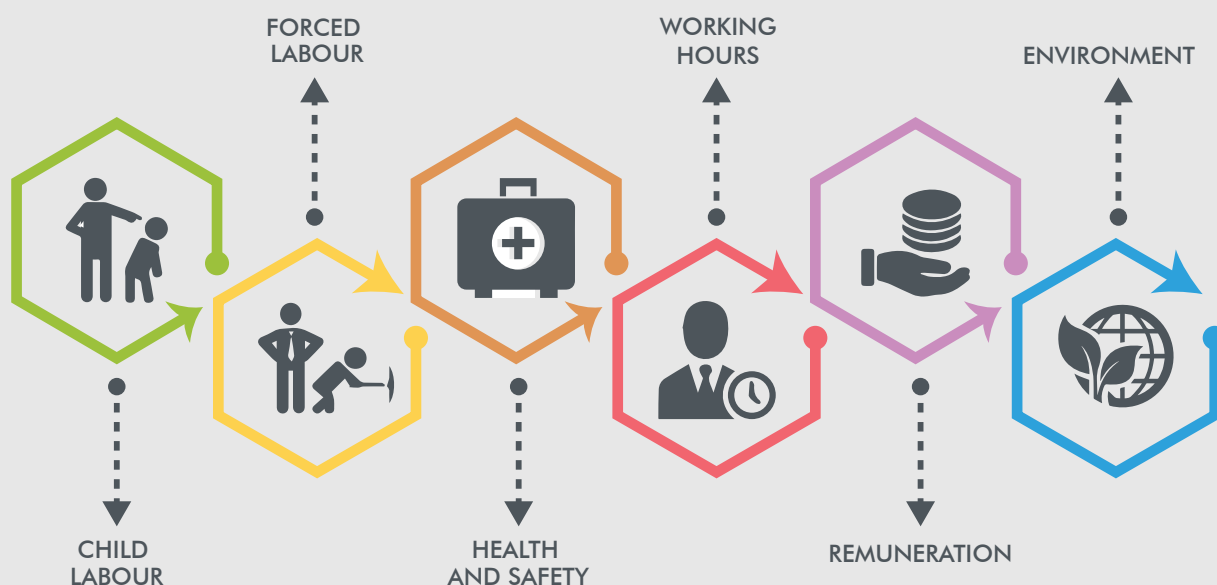 FORCED
LABOUR
WORKING
HOURS
ENVIRONMENT
CHILD
LABOUR
HEALTH
AND SAFETY
REMUNERATION